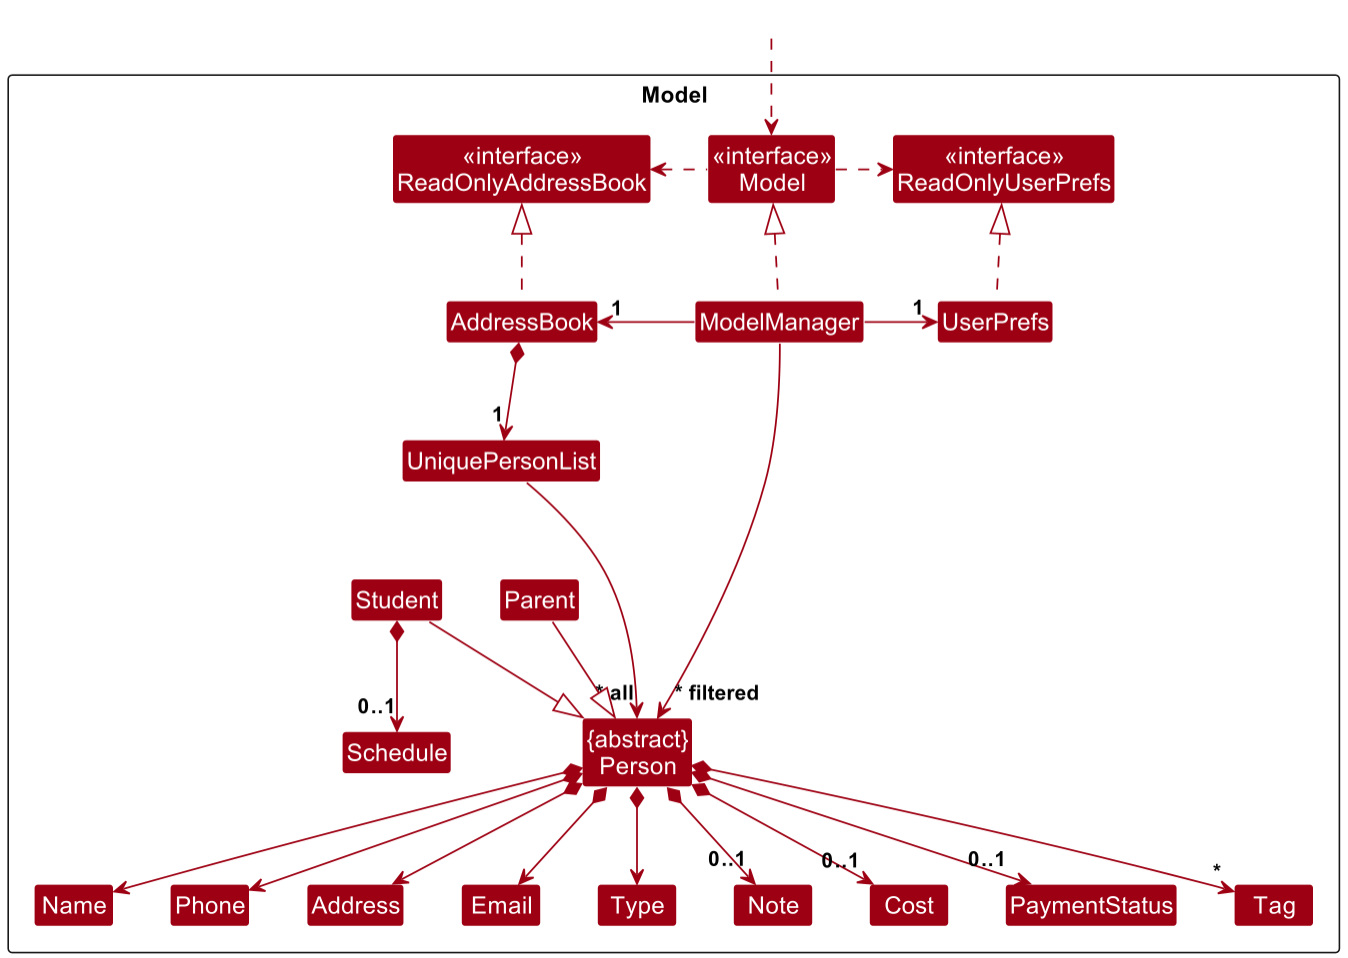 Model
«interface»
ReadOnlyAddressBook
«interface»
Model
«interface»
ReadOnlyUserPrefs
AddressBook
1
ModelManager
1
UserPrefs
1
UniquePersonList
Student
Parent
0..1
* all
* filtered
Schedule
{abstract}
Person
0..1
0..1
0..1
*
Name
Phone
Address
Email
Type
Note
Cost
PaymentStatus
Tag